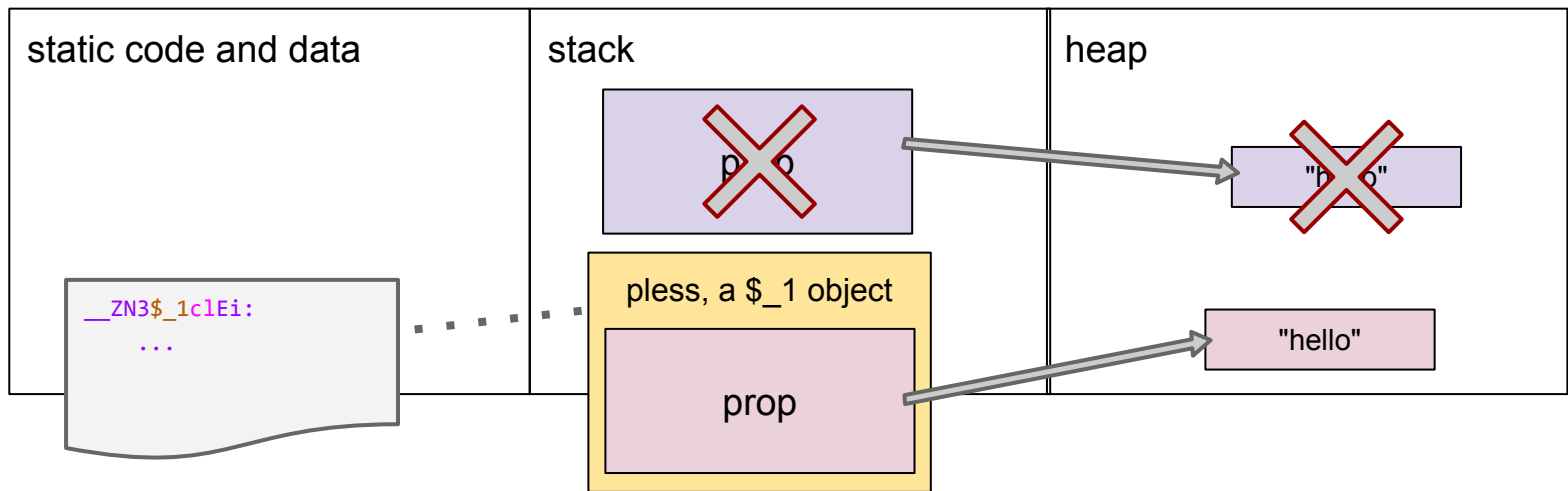 static code and data
stack
heap
"hello"
__ZN3$_1clEi:
...
pless, a $_1 object
prop